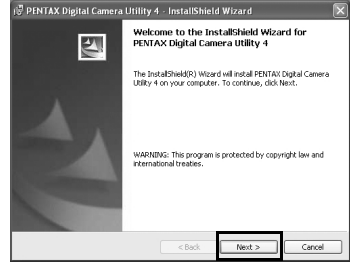 PENTAX Digital Camera Utility 4 - InstallShield Wizard
Welcome to the InstallShield Wizard for
PENTAX Digital Camera Utility 4
The InstallShield(R) Wizard will install PENTAX Digital Camera
Utility 4 on your computer. To continue, click Next.
WARNING: This program is protected by copyright law and
international treaties.
< Back
Next >
Cancel